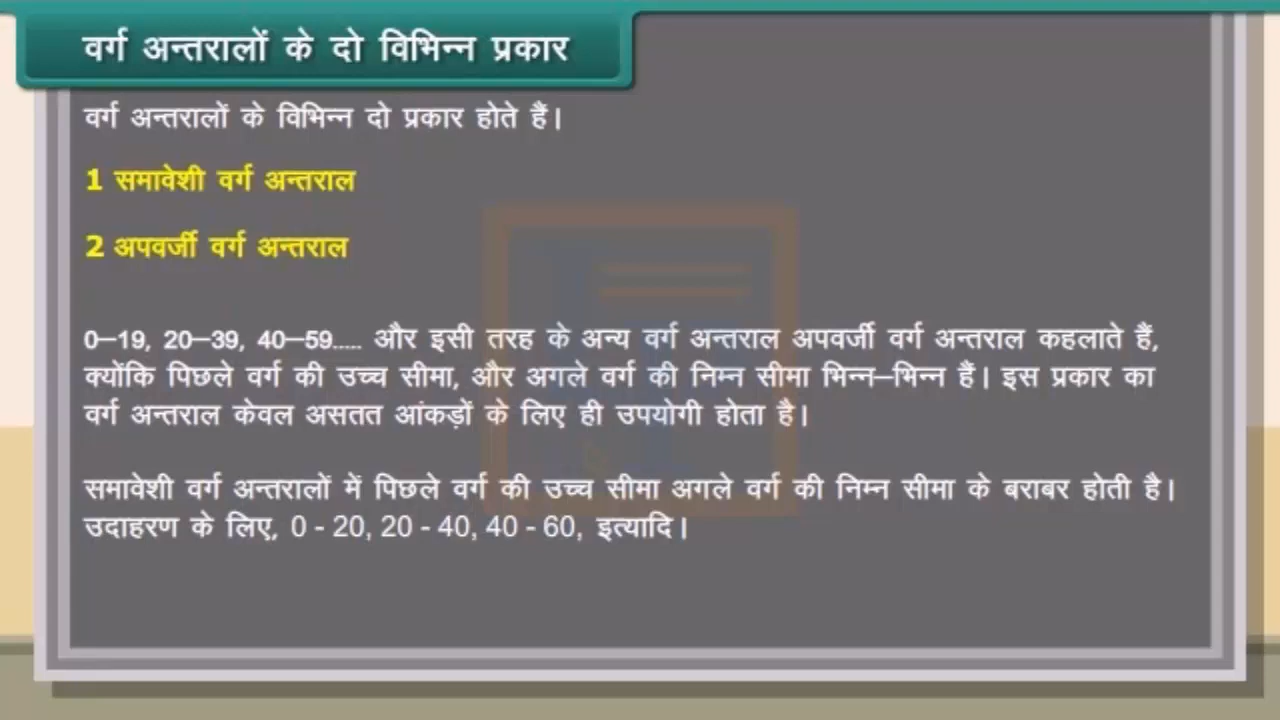 वर्ग अन्तरालों के दो विभिन्न प्रकार
वर्ग अन्तरालों के विभिन्न दो प्रकार होते हैं।
1 समावेशी वर्ग अन्तराल
2 अपवर्जी वर्ग अन्तराल
0–19, 20–39, 40–59..... और इसी तरह के अन्य वर्ग अन्तराल अपवर्जी वर्ग अन्तराल कहलाते हैं,
क्योंकि पिछले वर्ग की उच्च सीमा, और अगले वर्ग की निम्न सीमा भिन्न–भिन्न हैं। इस प्रकार का
वर्ग अन्तराल केवल असतत आंकड़ों के लिए ही उपयोगी होता है।
समावेशी वर्ग अन्तरालों में पिछले वर्ग की उच्च सीमा अगले वर्ग की निम्न सीमा के बराबर होती है।
उदाहरण के लिए, 0 - 20, 20 - 40, 40 - 60, इत्यादि।